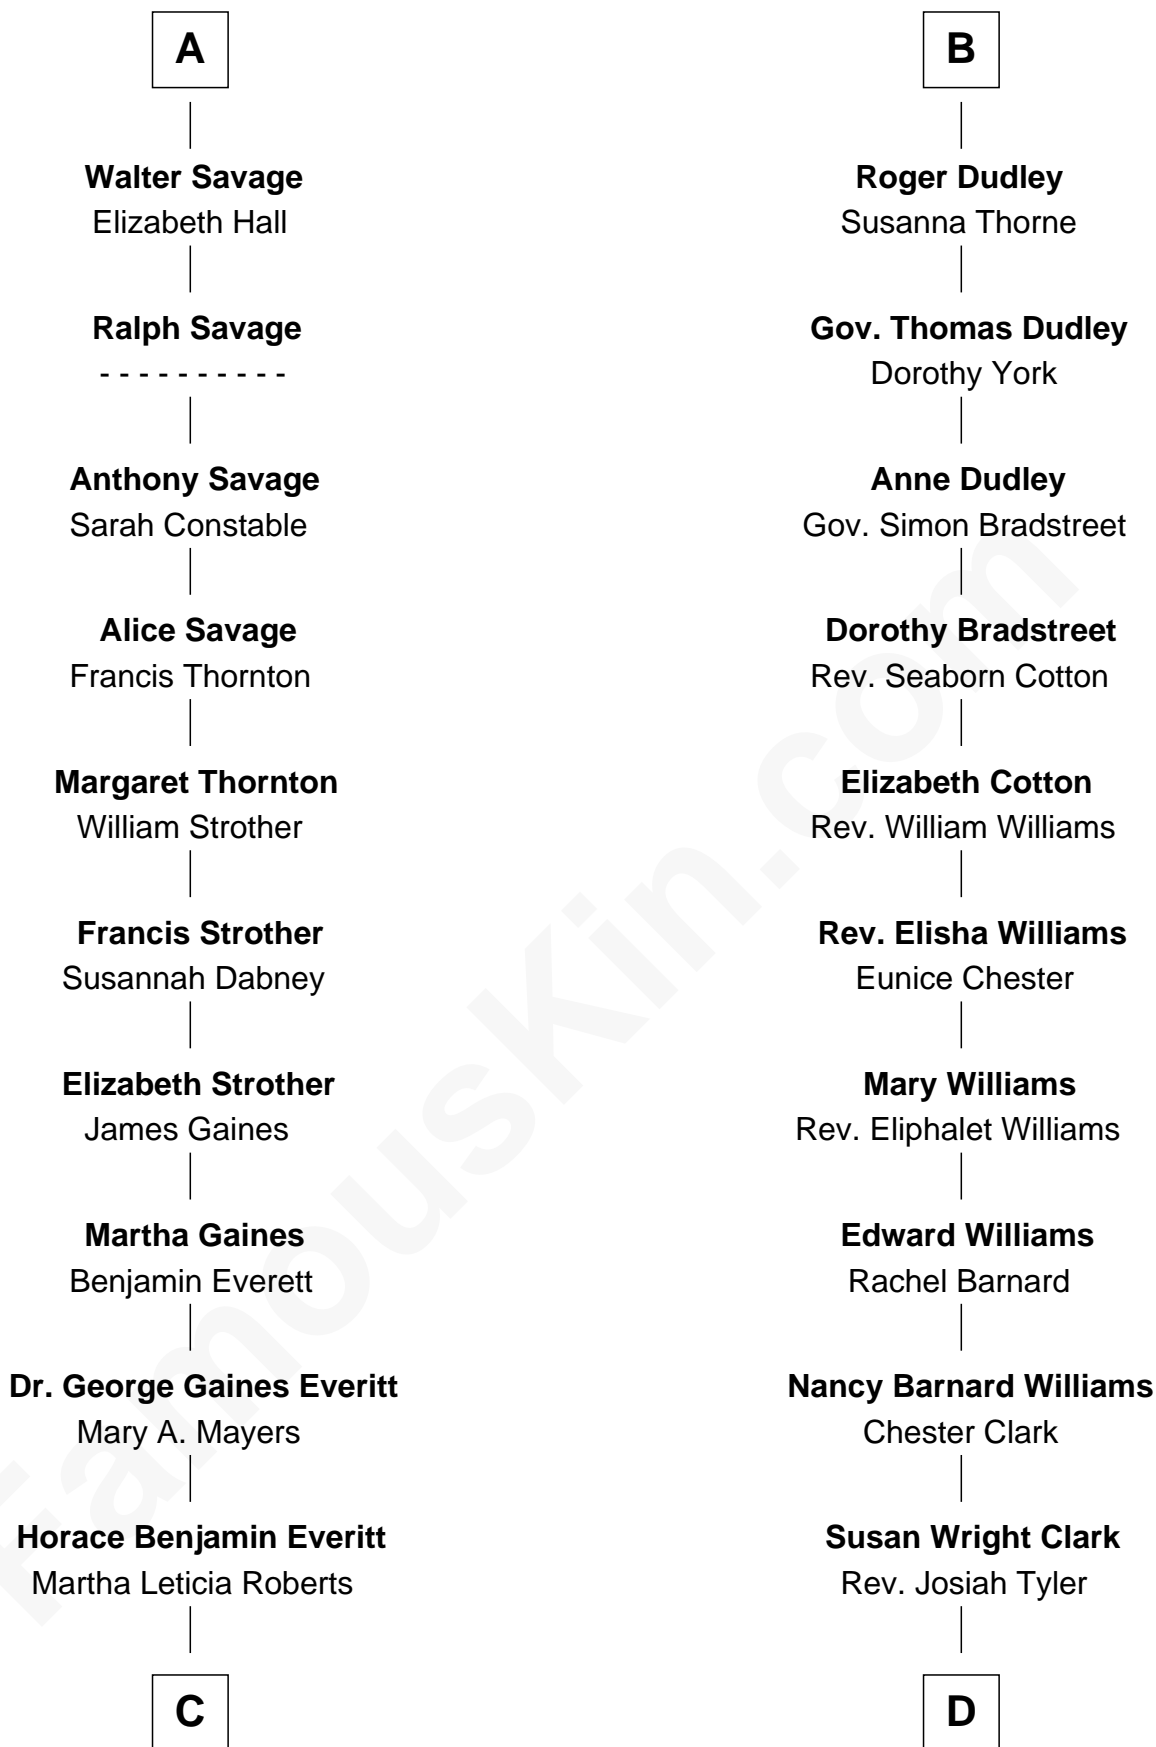 A
Walter Savage
Elizabeth Hall
Ralph Savage
- - - - - - - - - -
Anthony Savage
Sarah Constable
Alice Savage
Francis Thornton
Margaret Thornton
William Strother
Francis Strother
Susannah Dabney
Elizabeth Strother
James Gaines
Martha Gaines
Benjamin Everett
Dr. George Gaines Everitt
Mary A. Mayers
Horace Benjamin Everitt
Martha Leticia Roberts
C
B
Roger Dudley
Susanna Thorne
Gov. Thomas Dudley
Dorothy York
Anne Dudley
Gov. Simon Bradstreet
Dorothy Bradstreet
Rev. Seaborn Cotton
Elizabeth Cotton
Rev. William Williams
Rev. Elisha Williams
Eunice Chester
Mary Williams
Rev. Eliphalet Williams
Edward Williams
Rachel Barnard
Nancy Barnard Williams
Chester Clark
Susan Wright Clark
Rev. Josiah Tyler
D
FamousKin.com